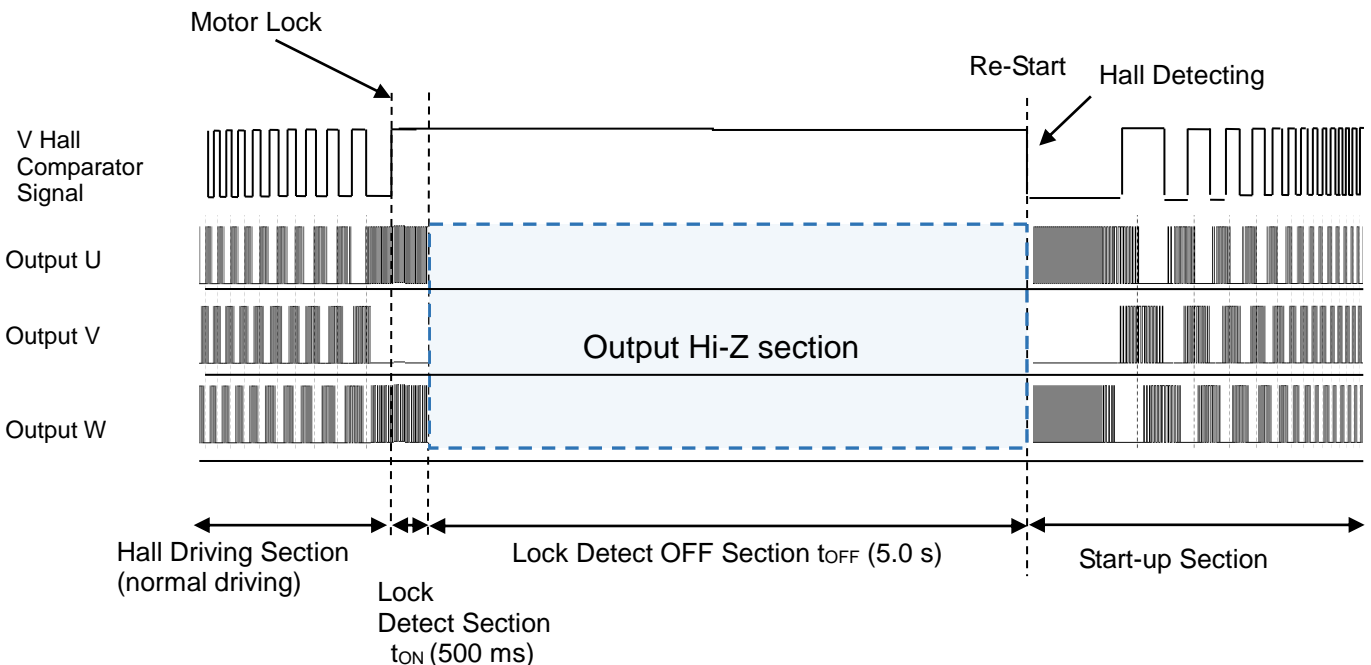 Motor Lock
Re-Start
Hall Detecting
V Hall
Comparator
Signal
Output U
Output V
Output Hi-Z section
Output W
Hall Driving Section
(normal driving)
Lock Detect OFF Section tOFF (5.0 s)
Start-up Section
Lock
Detect Section
tON (500 ms)